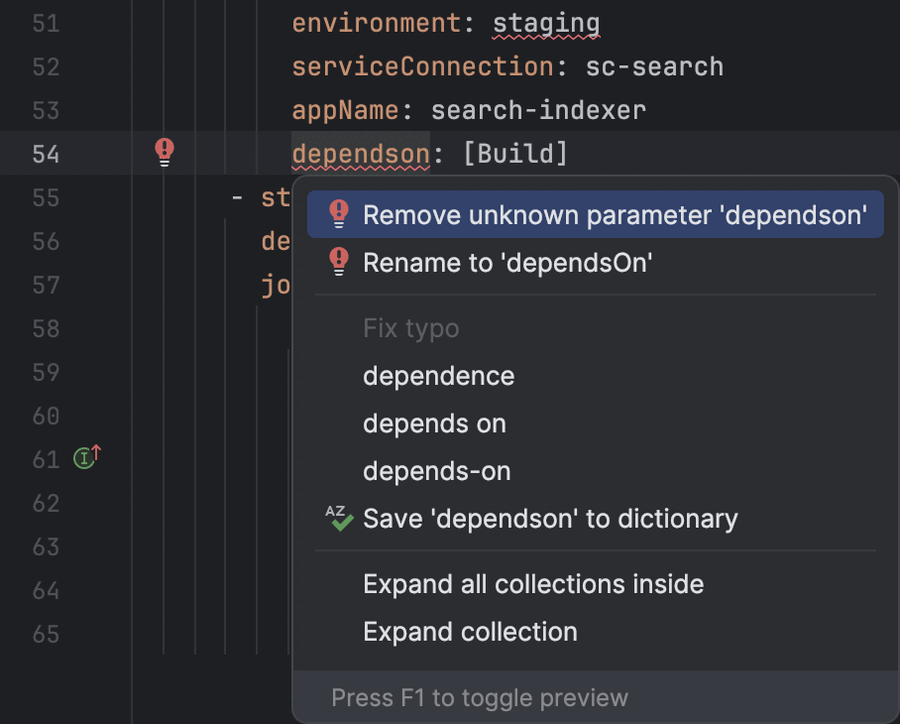 51 environment: staging
52 serviceConnection: sc-search
53 appName: search-indexer
54 dependson: [Build]
55 - st
Remove unknown parameter 'dependson'
56 de
Rename to 'dependsOn'
57 jo
58
Fix typo
59
dependence
60
depends on
61
depends-on
62
Save 'dependson' to dictionary
63
64
Expand all collections inside
65
Expand collection
Press F1 to toggle preview